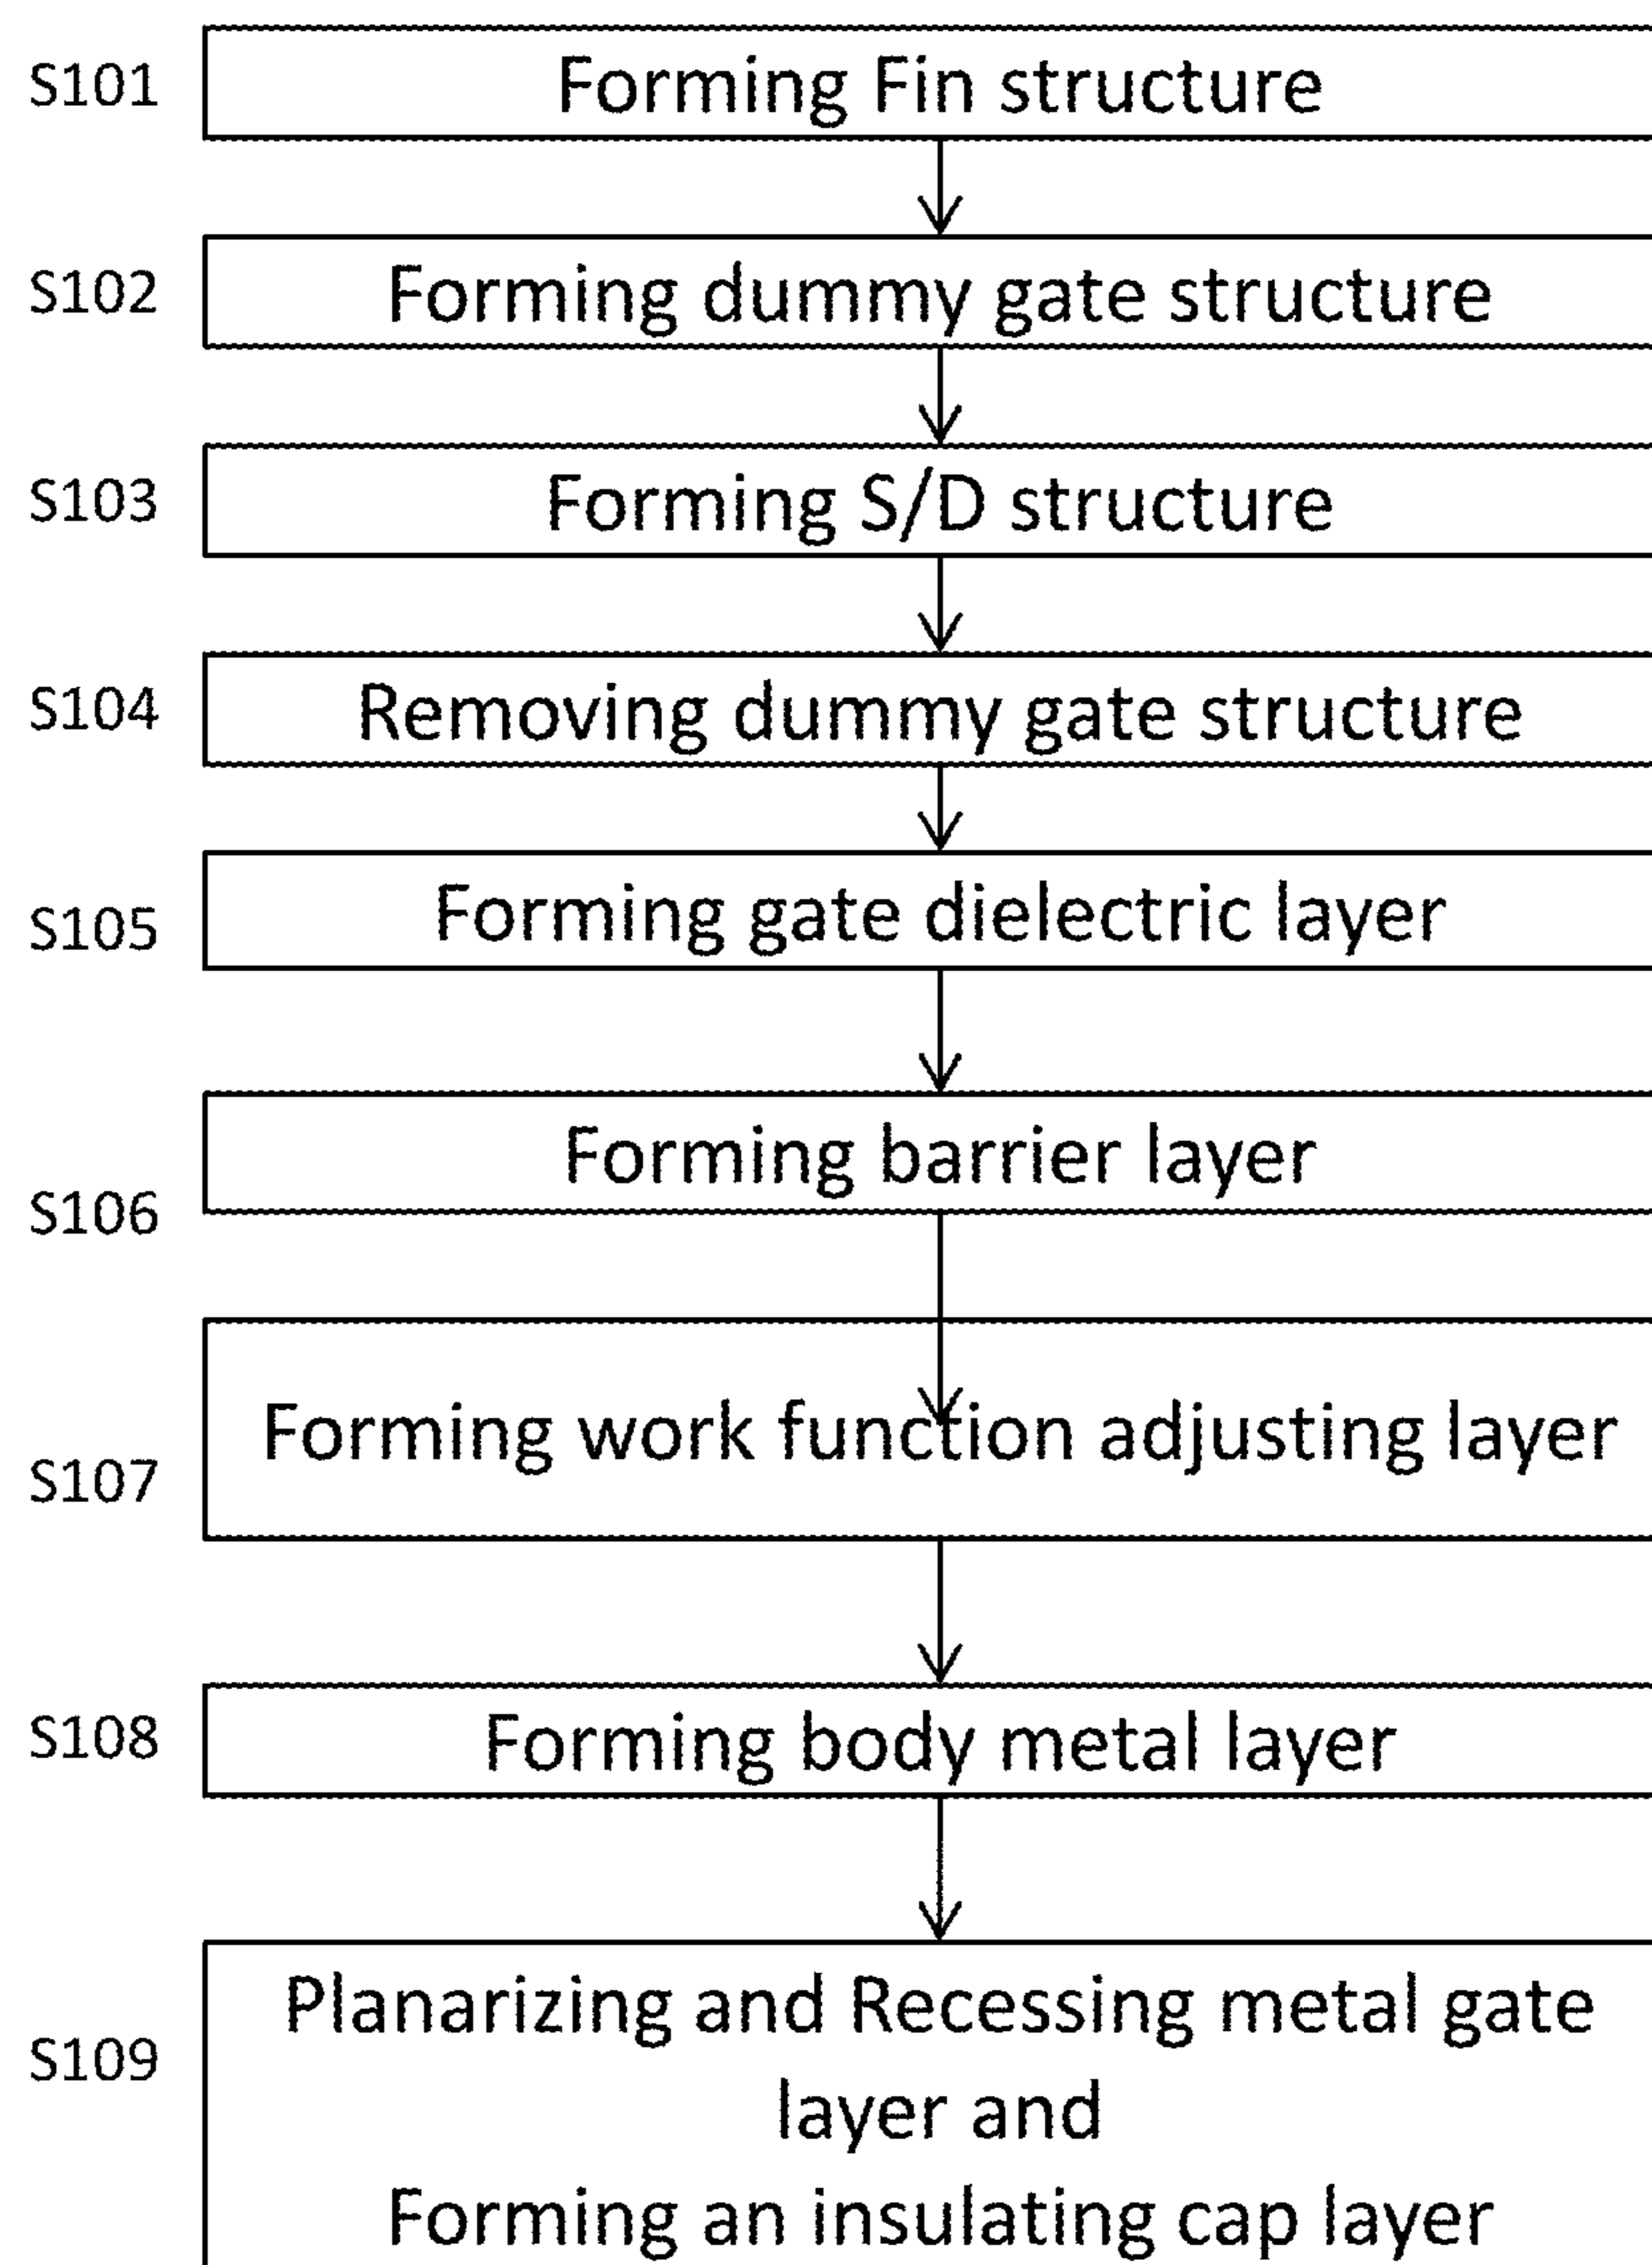 S101 Forming Fin structure
S102 Forming dummy gate structure
S103 Forming S/D structure
S104 Removing dummy gate structure
S105 Forming gate dielectric layer
S106 Forming barrier layer
S107 Forming work function adjusting layer
S108 Forming body metal layer
S109 Planarizing and Recessing metal gate
layer and
Forming an insulating cap layer